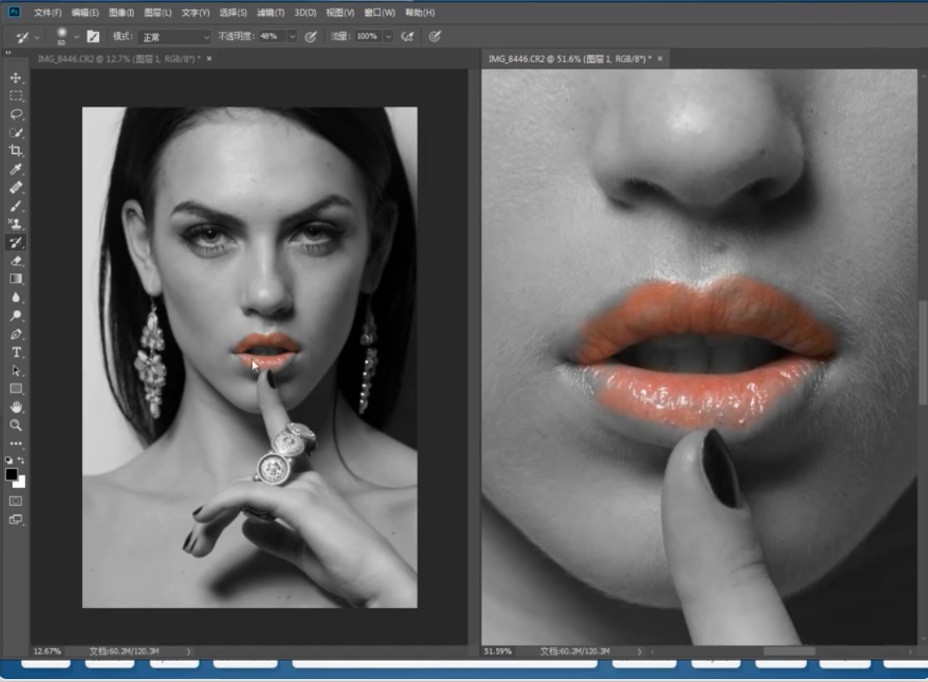 Ps 文件(F) 编辑(E) 图像(I) 图层(L) 文字(Y) 选择(S) 滤镜(T) 3D(D) 视图(V) 窗口(W) 帮助(H)
60 模式: 正常 不透明度: 48% 流量: 100%
IMG_8446.CR2 @ 12.7% (图层 1, RGB/8*) * ×
IMG_8446.CR2 @ 51.6% (图层 1, RGB/8*) * ×
12.67% 文档:60.2M/120.3M
51.59% 文档:60.2M/120.3M